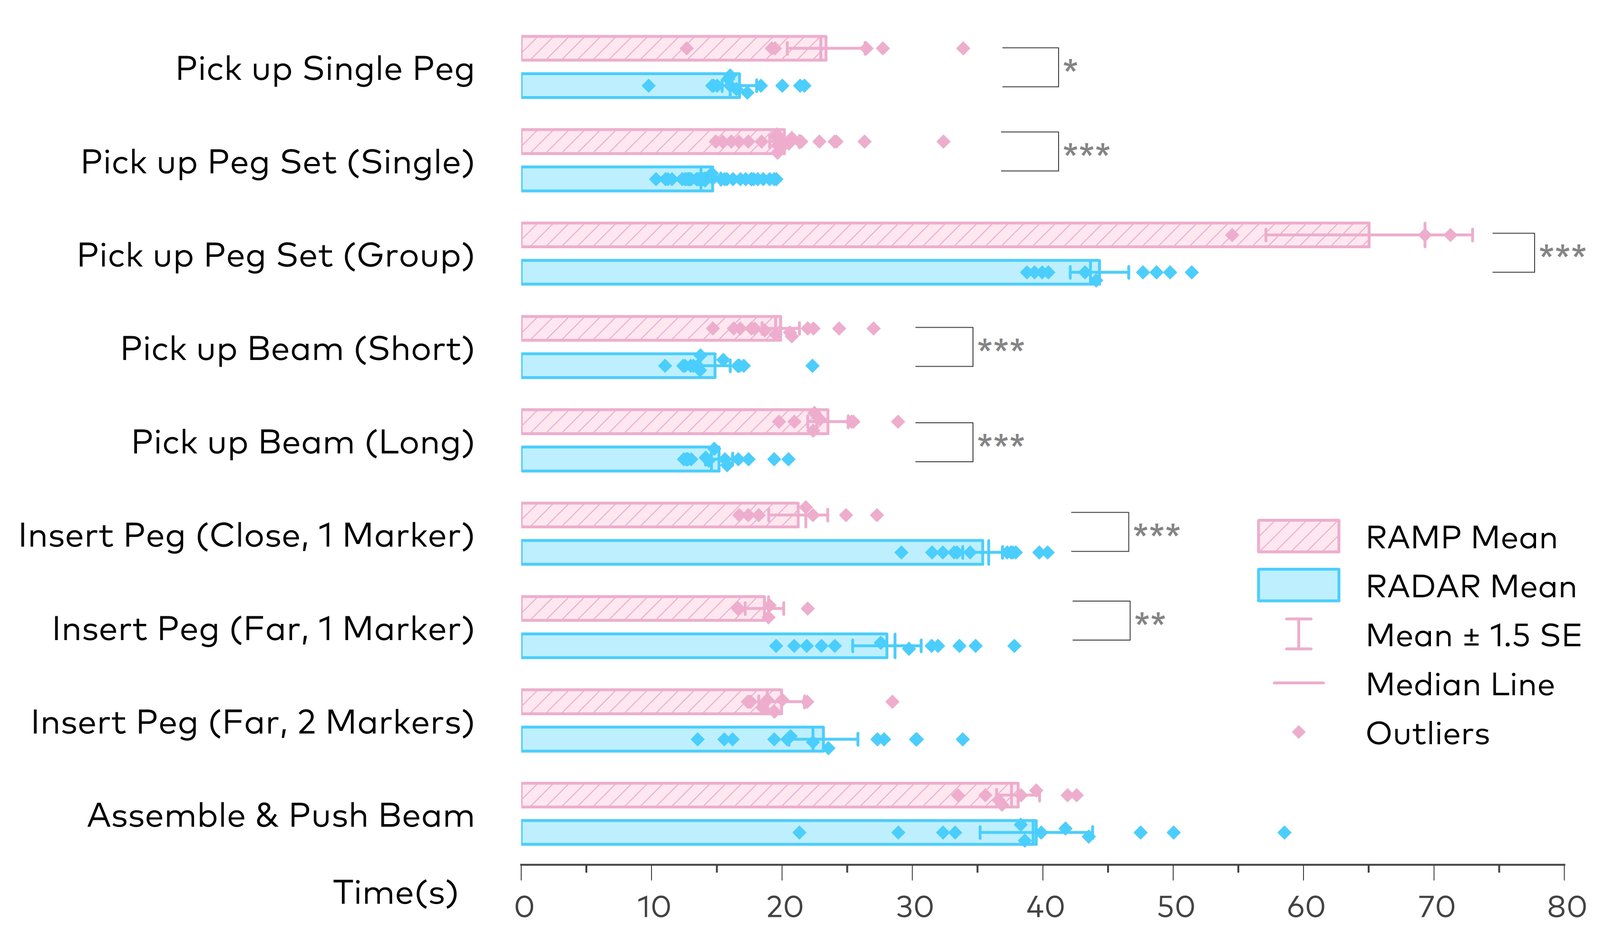 Pick up Single Peg
*
Pick up Peg Set (Single)
***
Pick up Peg Set (Group)
***
Pick up Beam (Short)
***
Pick up Beam (Long)
***
Insert Peg (Close, 1 Marker)
***
Insert Peg (Far, 1 Marker)
**
Insert Peg (Far, 2 Markers)
Assemble & Push Beam
RAMP Mean
RADAR Mean
Mean ± 1.5 SE
Median Line
Outliers
Time(s)
0 10 20 30 40 50 60 70 80